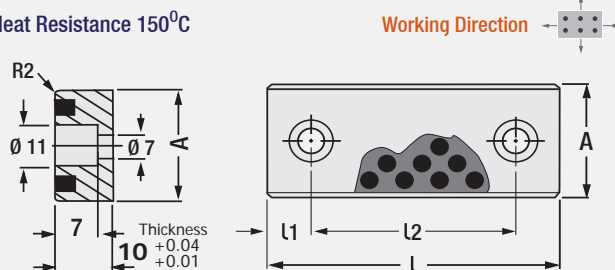 Heat Resistance 150⁰C
Working Direction
R2
Ø 11
Ø 7
A
A
7
Thickness
10 +0.04
+0.01
l1
l2
l